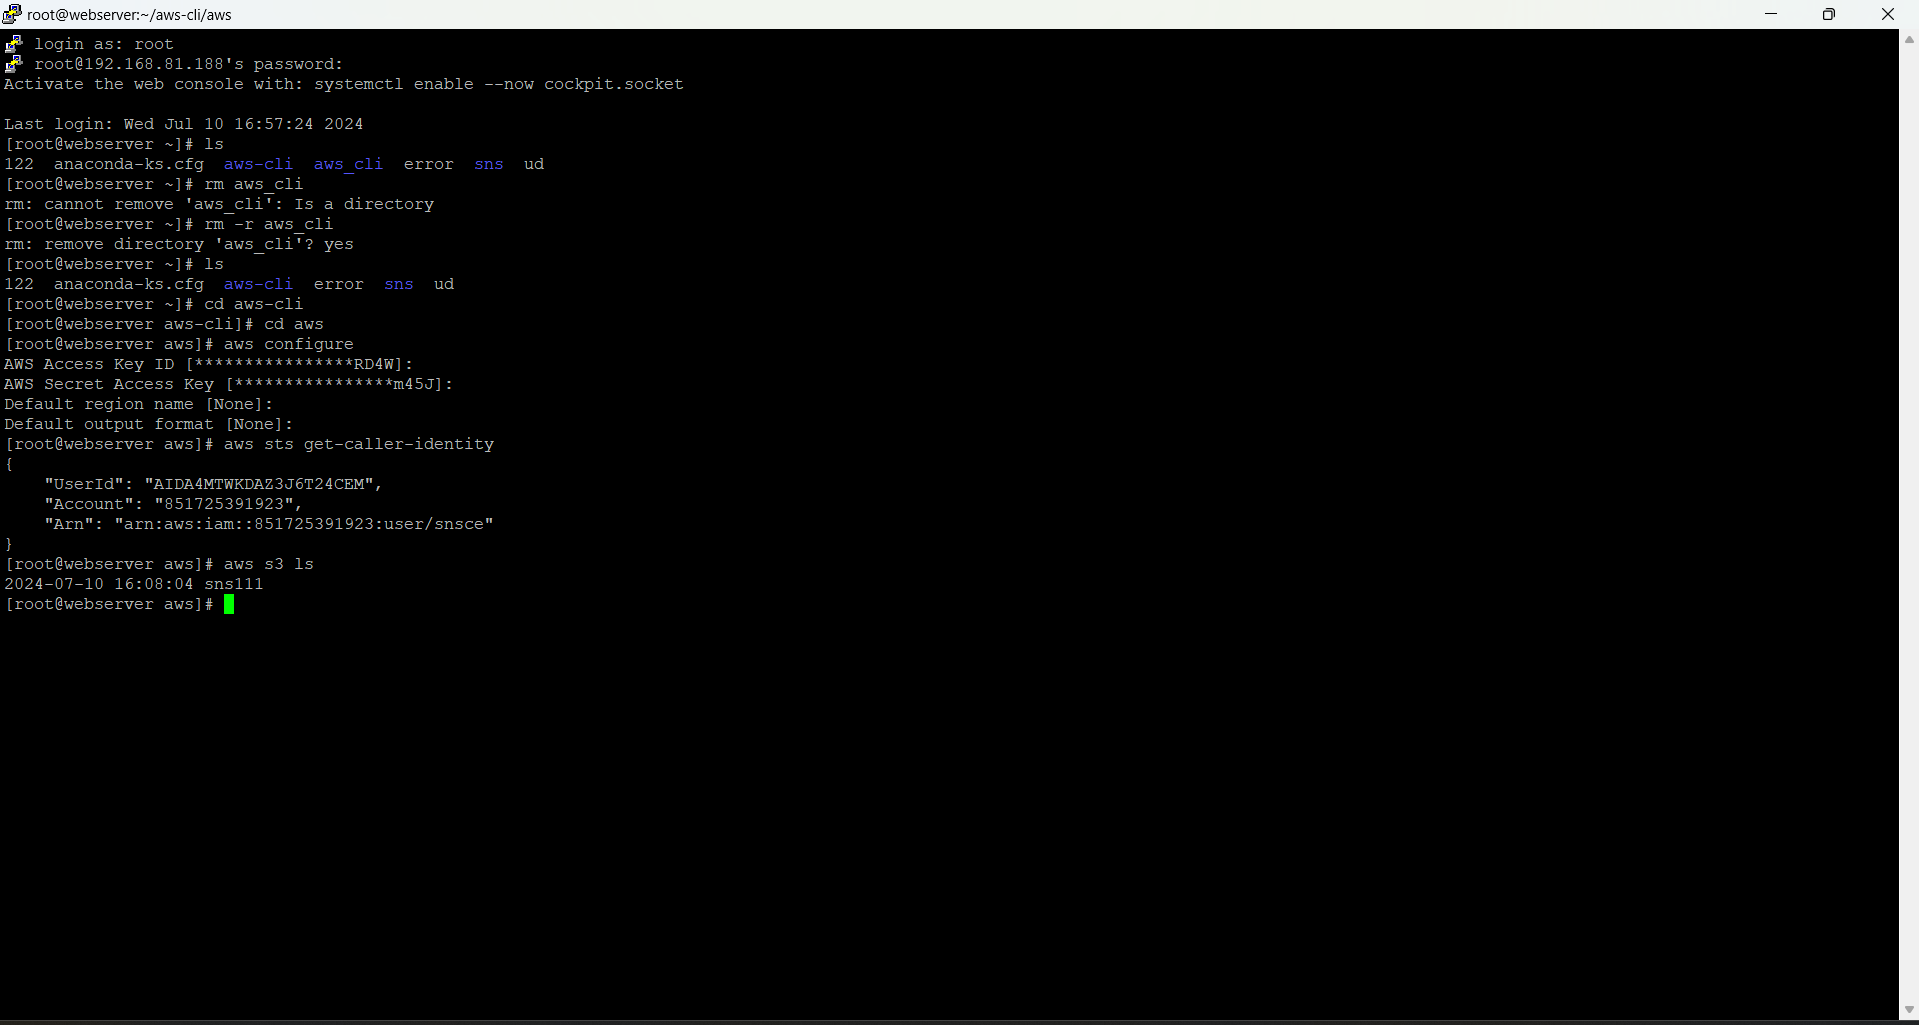 root@webserver:~/aws-cli/aws
login as: root
root@192.168.81.188's password:
Activate the web console with: systemctl enable --now cockpit.socket
Last login: Wed Jul 10 16:57:24 2024
[root@webserver ~]# ls
122  anaconda-ks.cfg  aws-cli  aws_cli  error  sns  ud
[root@webserver ~]# rm aws_cli
rm: cannot remove 'aws_cli': Is a directory
[root@webserver ~]# rm -r aws_cli
rm: remove directory 'aws_cli'? yes
[root@webserver ~]# ls
122  anaconda-ks.cfg  aws-cli  error  sns  ud
[root@webserver ~]# cd aws-cli
[root@webserver aws-cli]# cd aws
[root@webserver aws]# aws configure
AWS Access Key ID [****************RD4W]:
AWS Secret Access Key [****************m45J]:
Default region name [None]:
Default output format [None]:
[root@webserver aws]# aws sts get-caller-identity
{
    "UserId": "AIDA4MTWKDAZ3J6T24CEM",
    "Account": "851725391923",
    "Arn": "arn:aws:iam::851725391923:user/snsce"
}
[root@webserver aws]# aws s3 ls
2024-07-10 16:08:04 sns111
[root@webserver aws]#